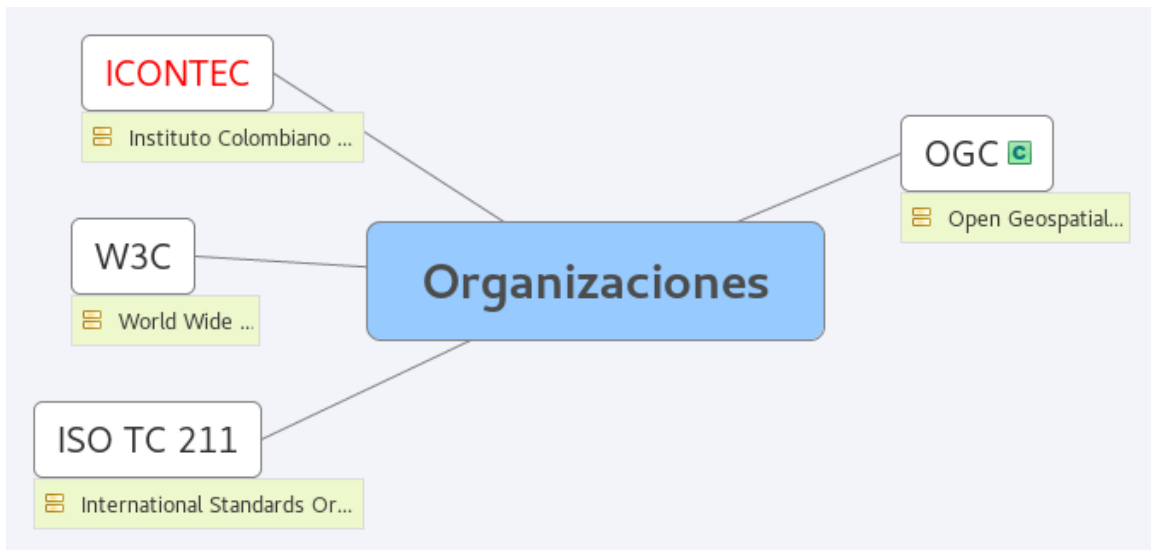 ICONTEC
Instituto Colombiano ...
OGC C
Open Geospatial...
W3C
World Wide ...
Organizaciones
ISO TC 211
International Standards Or...